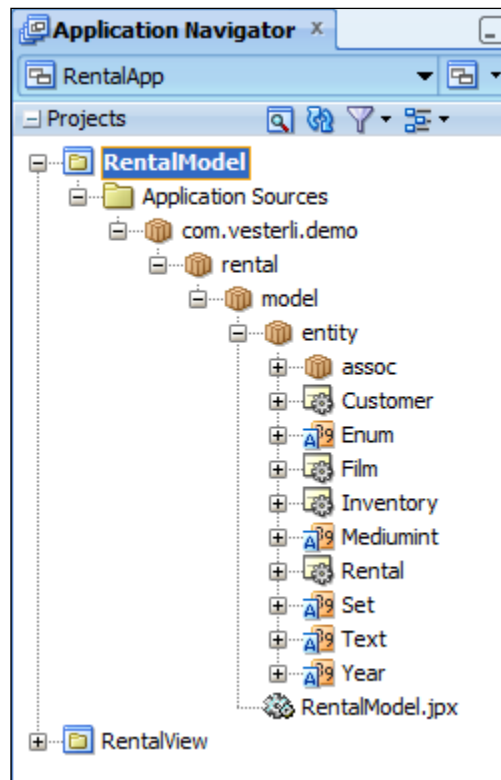 Application Navigator
RentalApp
Projects
RentalModel
Application Sources
com.vesterli.demo
rental
model
entity
assoc
Customer
Enum
Film
Inventory
Mediumint
Rental
Set
Text
Year
RentalModel.jpx
RentalView